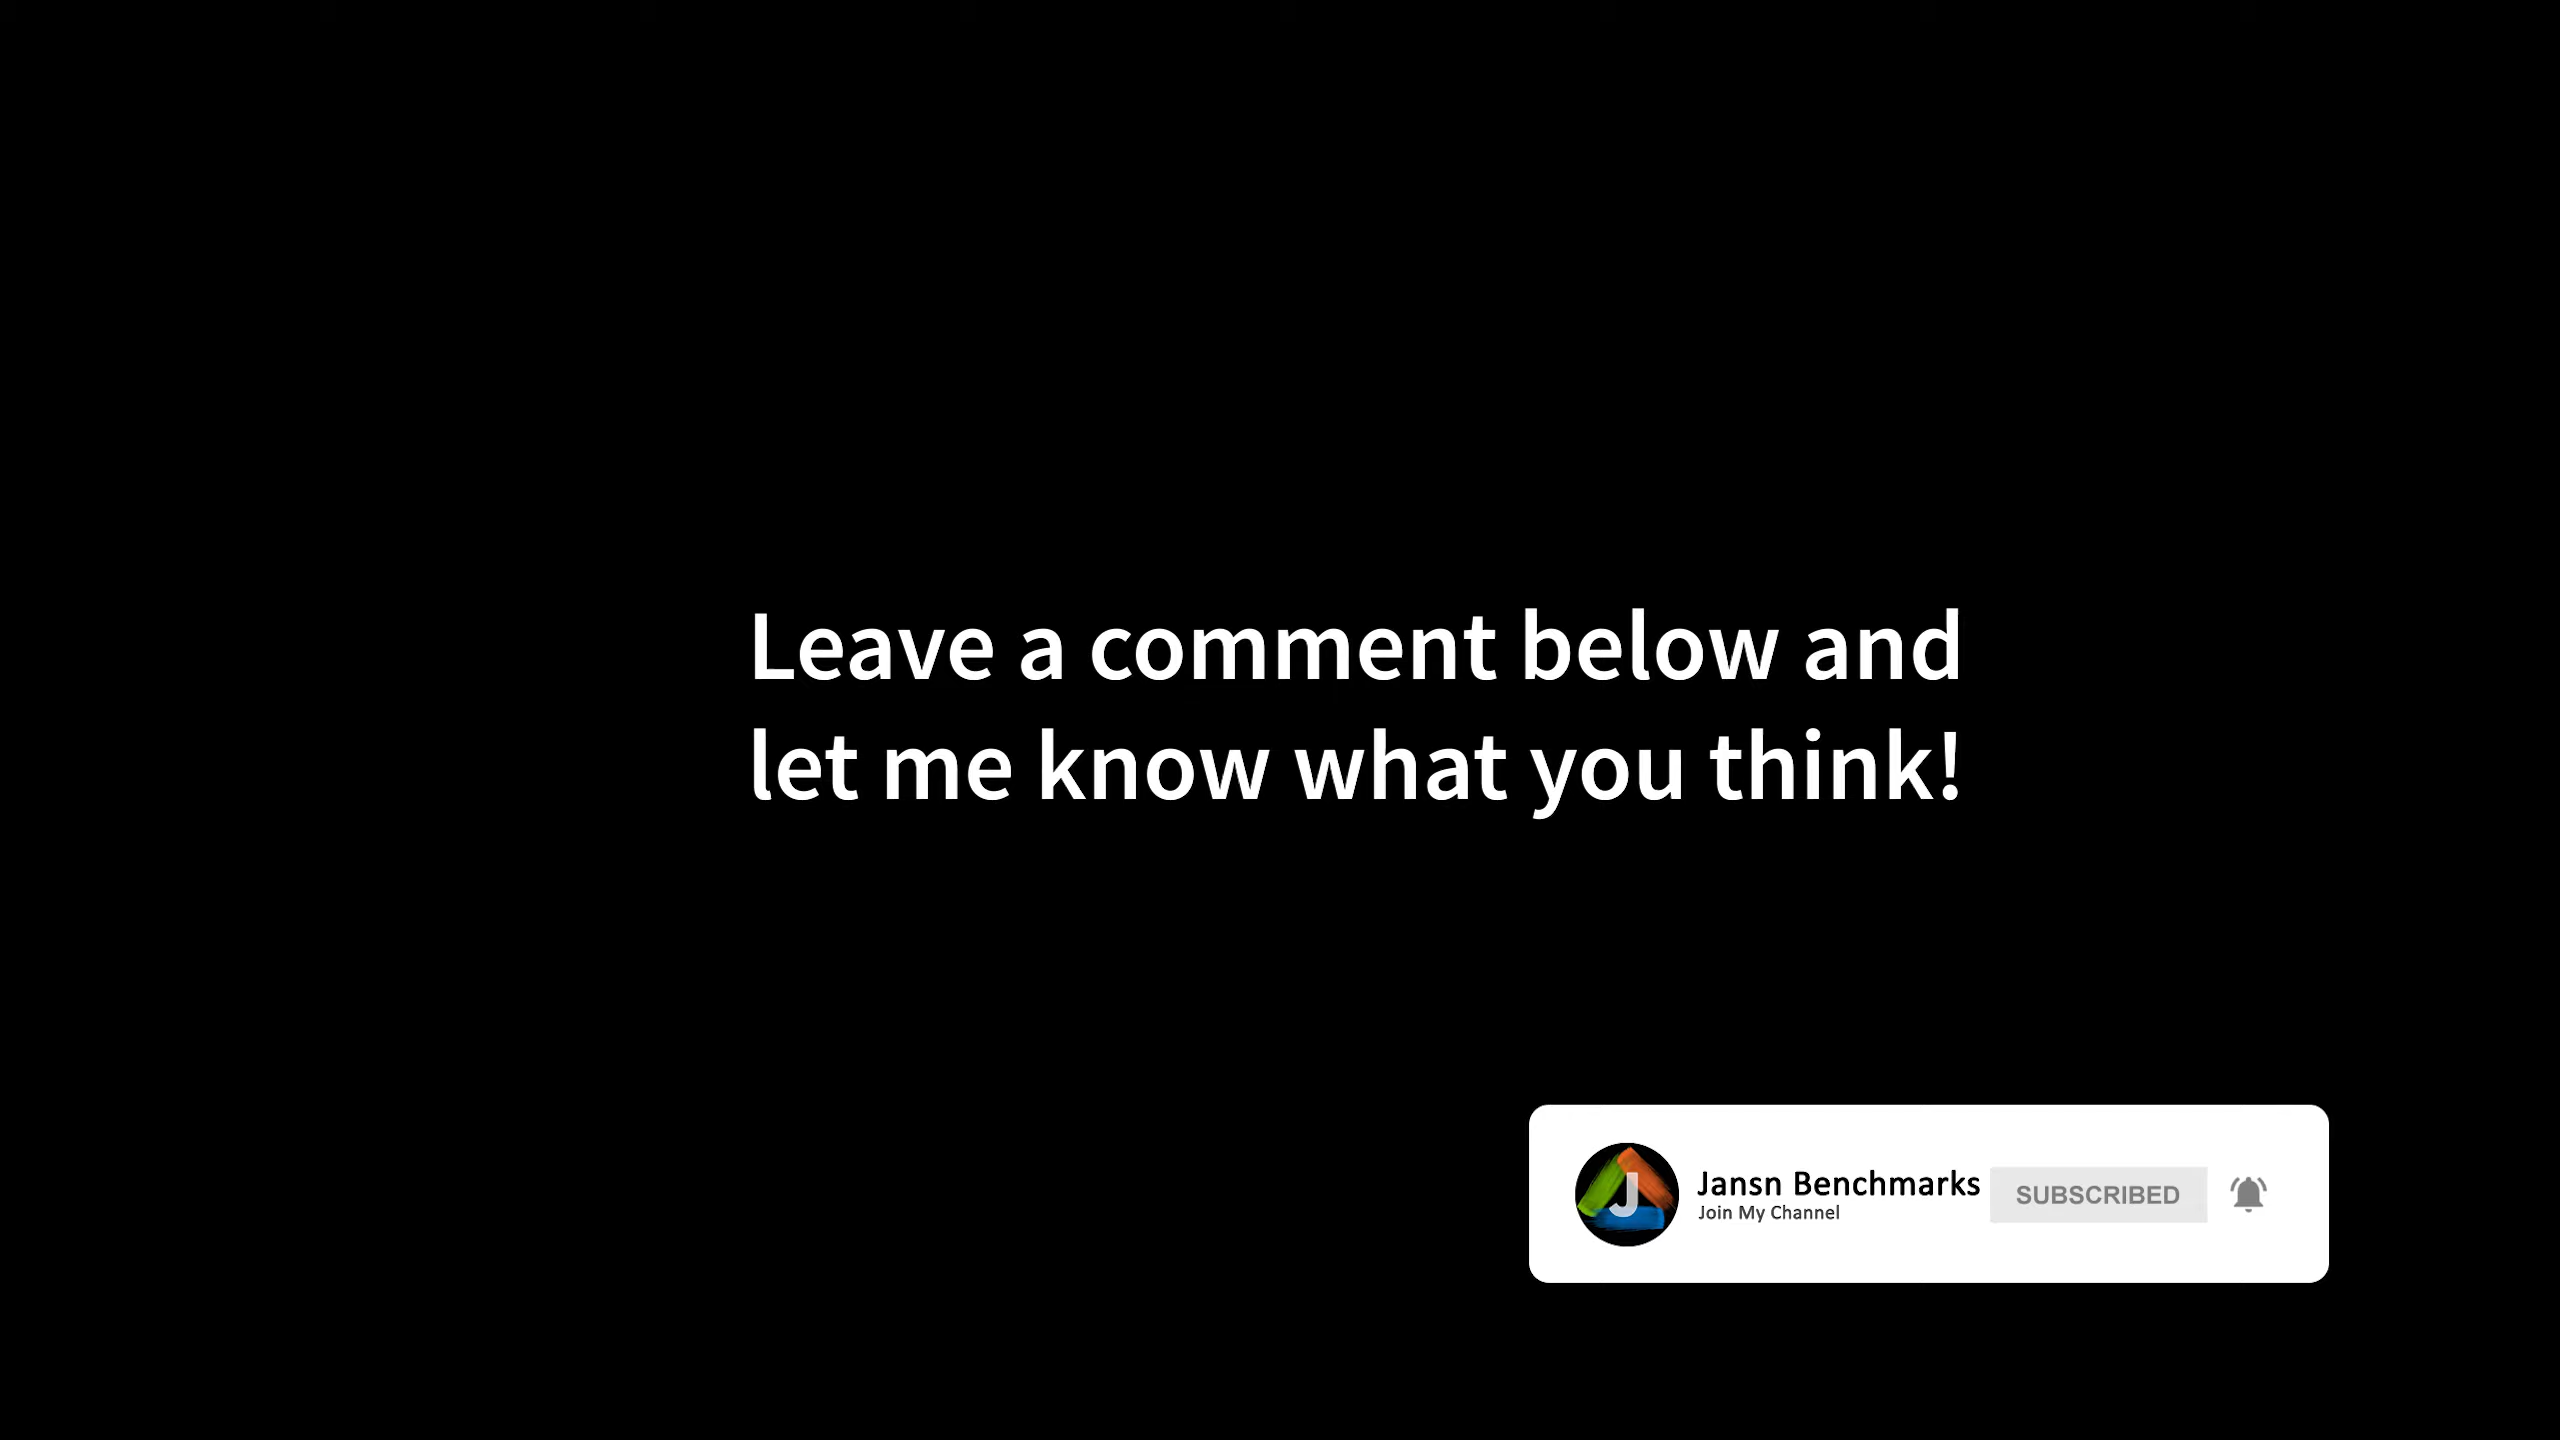 Leave a comment below and
let me know what you think!
J
Jansn Benchmarks
Join My Channel
SUBSCRIBED